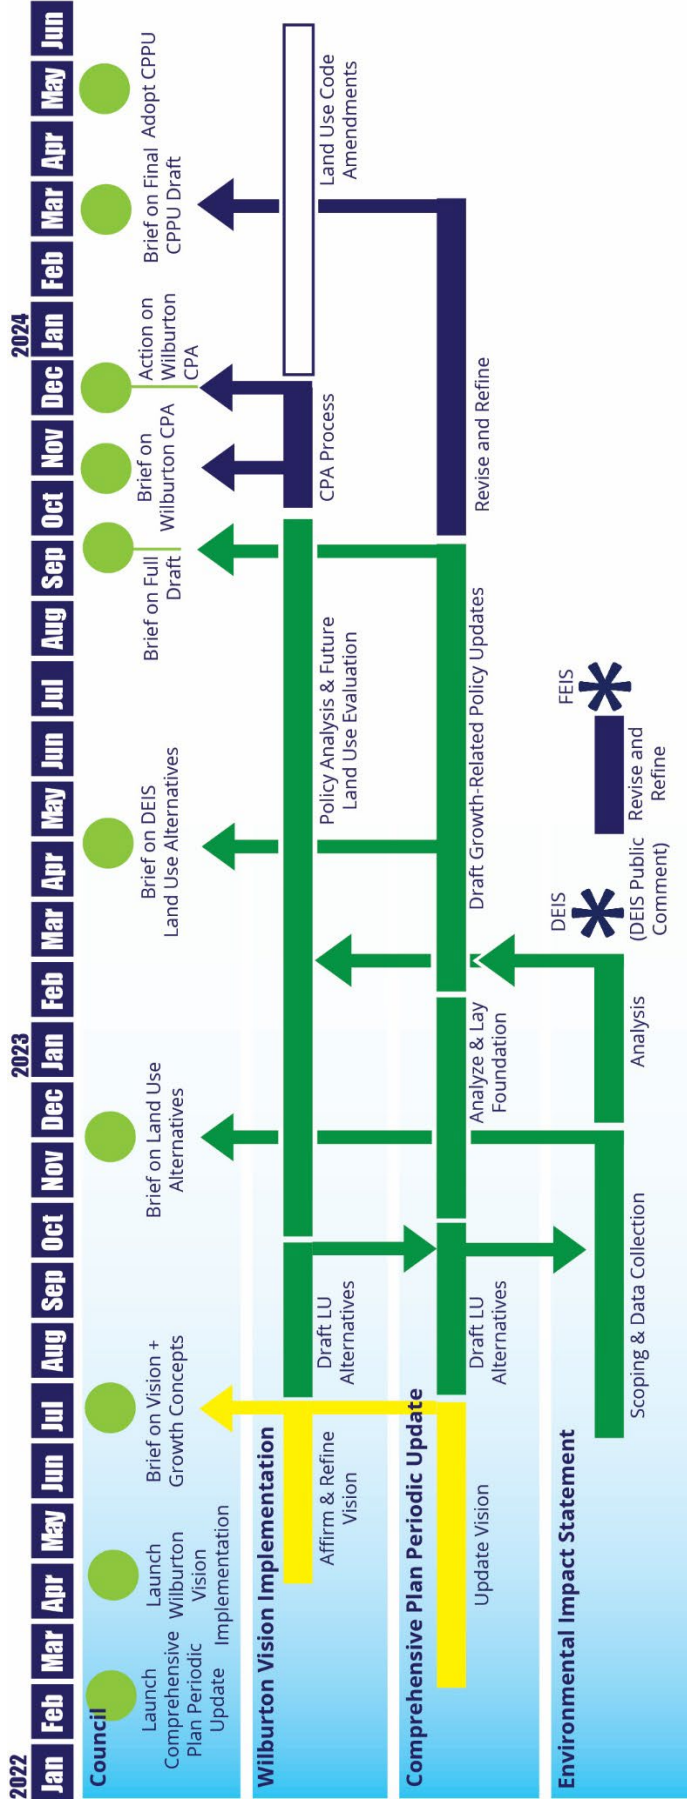 2022
2023
2024
Jan
Feb
Mar
Apr
May
Jun
Jul
Aug
Sep
Oct
Nov
Dec
Jan
Feb
Mar
Apr
May
Jun
Jul
Aug
Sep
Oct
Nov
Dec
Jan
Feb
Mar
Apr
May
Jun
Council
Launch
Comprehensive
Plan Periodic
Update
Launch
Wilburton
Vision
Implementation
Brief on Vision +
Growth Concepts
Brief on Land Use
Alternatives
Brief on DEIS
Land Use Alternatives
Brief on Full
Draft
Brief on
Wilburton CPA
Action on
Wilburton
CPA
Brief on Final
CPPU Draft
Adopt CPPU
Wilburton Vision Implementation
Affirm & Refine
Vision
Draft LU
Alternatives
Policy Analysis & Future
Land Use Evaluation
CPA Process
Land Use Code
Amendments
Comprehensive Plan Periodic Update
Update Vision
Draft LU
Alternatives
Analyze & Lay
Foundation
Draft Growth-Related Policy Updates
Revise and Refine
Environmental Impact Statement
Scoping & Data Collection
Analysis
DEIS
(DEIS Public
Comment)
Revise and
Refine
FEIS